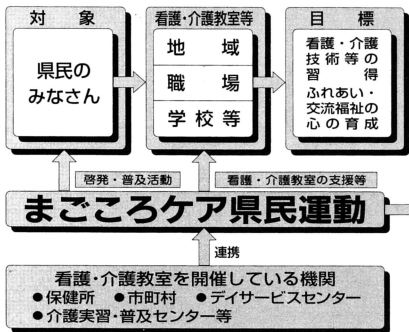 対象
県民の
みなさん
看護・介護教室等
地域
職場
学校等
目標
看護・介護
技術等の
習得
ふれあい・
交流福祉の
心の育成
啓発・普及活動
看護・介護教室の支援等
まごころケア県民運動
連携
看護・介護教室を開催している機関
●保健所 ●市町村 ●デイサービスセンター
●介護実習・普及センター等